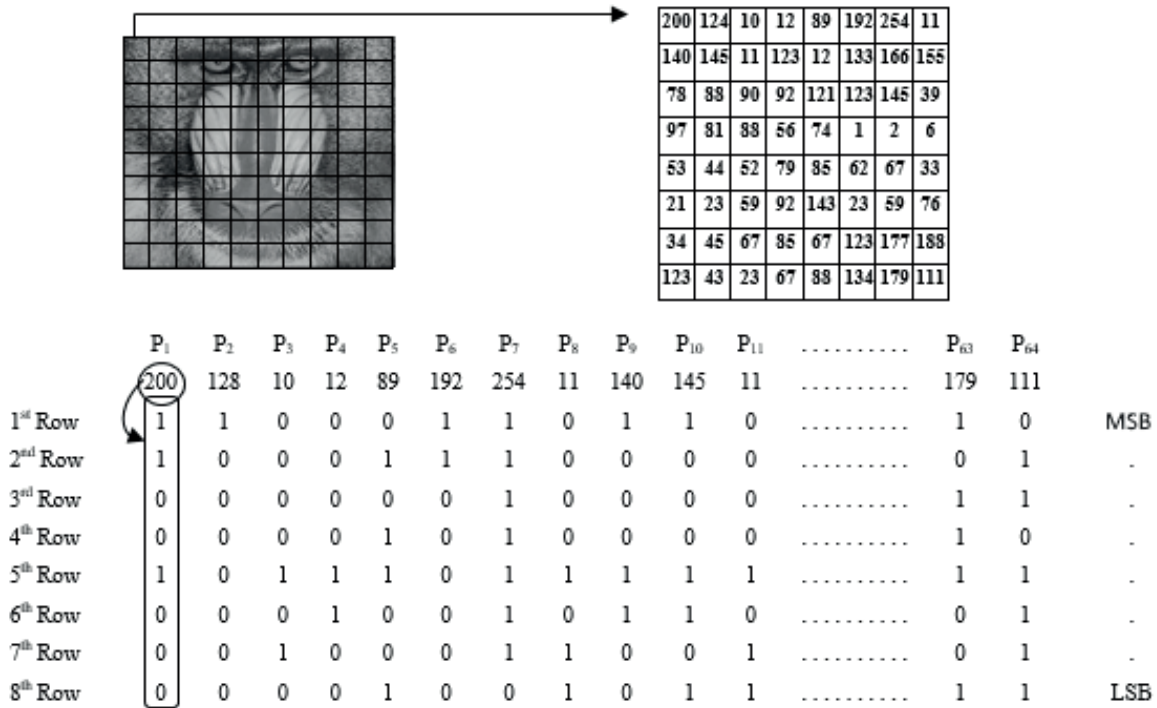 200 124 10 12 89 192 254 11
140 145 11 123 12 133 166 155
78 88 90 92 121 123 145 39
97 81 88 56 74 1 2 6
53 44 52 79 85 62 67 33
21 23 59 92 143 23 59 76
34 45 67 85 67 123 177 188
123 43 23 67 88 134 179 111
P₁ P₂ P₃ P₄ P₅ P₆ P₇ P₈ P₉ P₁₀ P₁₁ .......... P₆₃ P₆₄
200 128 10 12 89 192 254 11 140 145 11 .......... 179 111
1st Row 1 1 0 0 0 1 1 0 1 1 0 .......... 1 0 MSB
2nd Row 1 0 0 0 1 1 1 0 0 0 0 .......... 0 1 .
3rd Row 0 0 0 0 0 0 1 0 0 0 0 .......... 1 1 .
4th Row 0 0 0 0 1 0 1 0 0 0 0 .......... 1 0 .
5th Row 1 0 1 1 1 0 1 1 1 1 1 .......... 1 1 .
6th Row 0 0 0 1 0 0 1 0 1 1 0 .......... 0 1 .
7th Row 0 0 1 0 0 0 1 1 0 0 1 .......... 0 1 .
8th Row 0 0 0 0 1 0 0 1 0 1 1 .......... 1 1 LSB